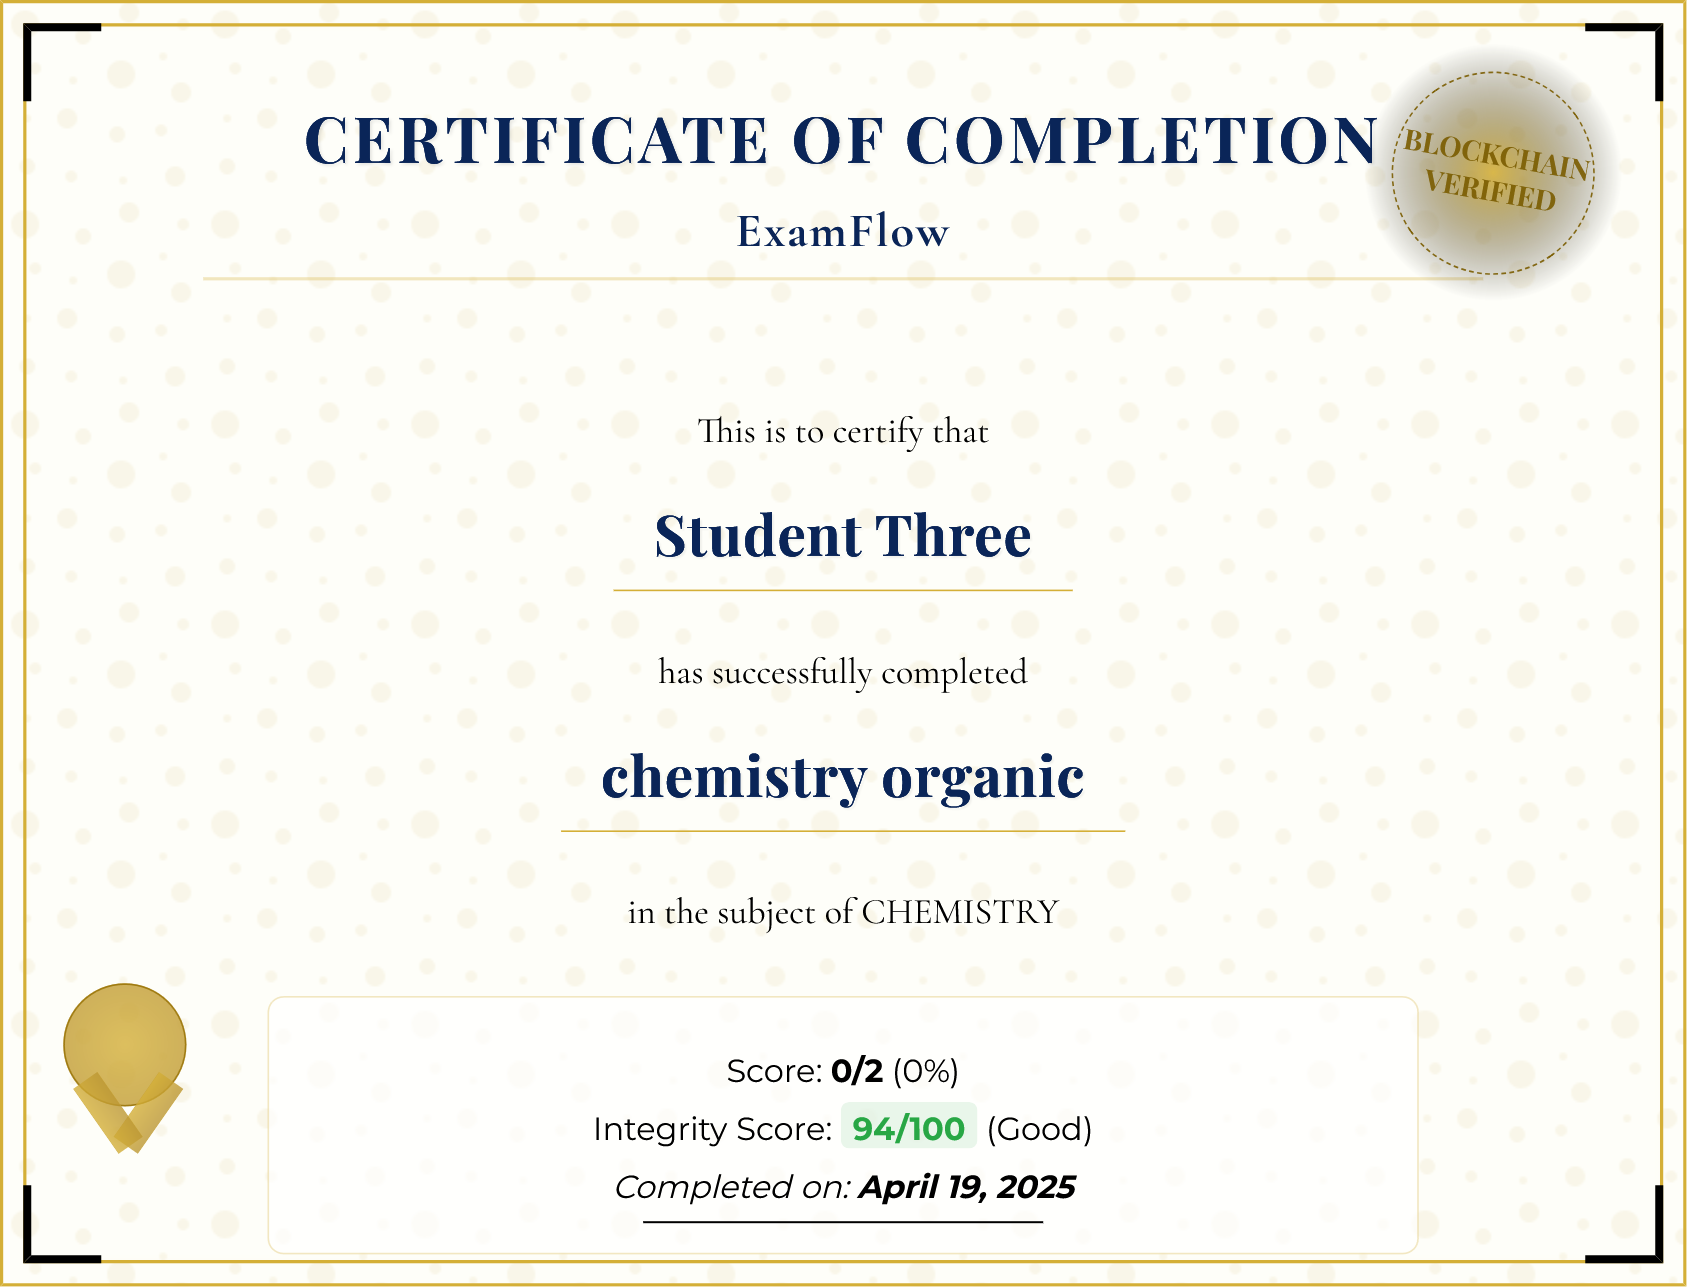 CERTIFICATE OF COMPLETION
BLOCKCHAIN
VERIFIED
ExamFlow
This is to certify that
Student Three
has successfully completed
chemistry organic
in the subject of CHEMISTRY
Score: 0/2 (0%)
Integrity Score: 94/100 (Good)
Completed on: April 19, 2025